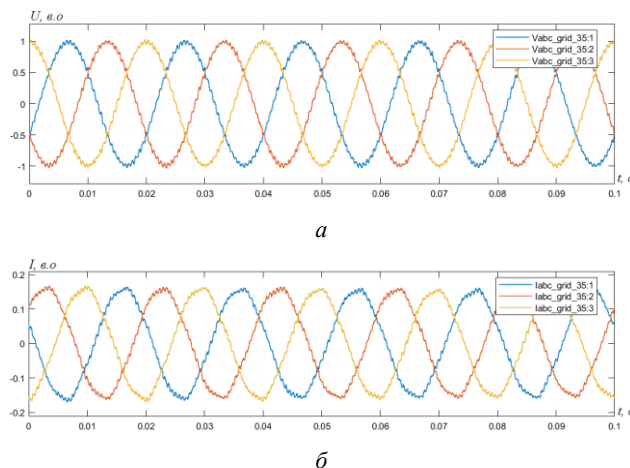 U, в.о
1
0.5
0
-0.5
-1
Vabc_grid_35:1
Vabc_grid_35:2
Vabc_grid_35:3
0 0.01 0.02 0.03 0.04 0.05 0.06 0.07 0.08 0.09 0.1
t, с
а
I, в.о
0.2
0.1
0
-0.1
-0.2
Iabc_grid_35:1
Iabc_grid_35:2
Iabc_grid_35:3
0 0.01 0.02 0.03 0.04 0.05 0.06 0.07 0.08 0.09 0.1
t, с
б